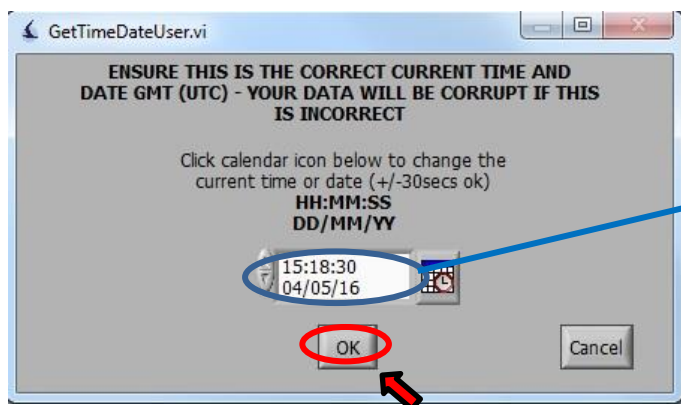 GetTimeDateUser.vi
ENSURE THIS IS THE CORRECT CURRENT TIME AND
DATE GMT (UTC) - YOUR DATA WILL BE CORRUPT IF THIS
IS INCORRECT
Click calendar icon below to change the
current time or date (+/-30secs ok)
HH:MM:SS
DD/MM/YY
15:18:30
04/05/16
OK
Cancel